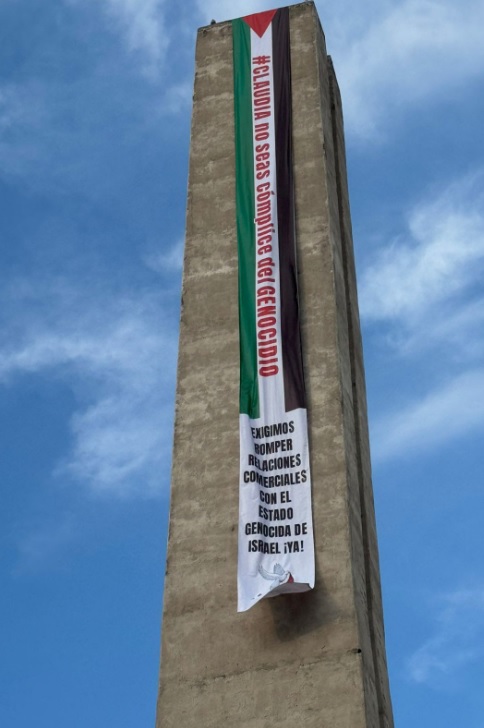 #CLAUDIA no seas cómplice del GENOCIDIO
EXIGIMOS
ROMPER
RELACIONES
COMERCIALES
CON EL
ESTADO
GENOCIDA DE
ISRAEL ¡YA!